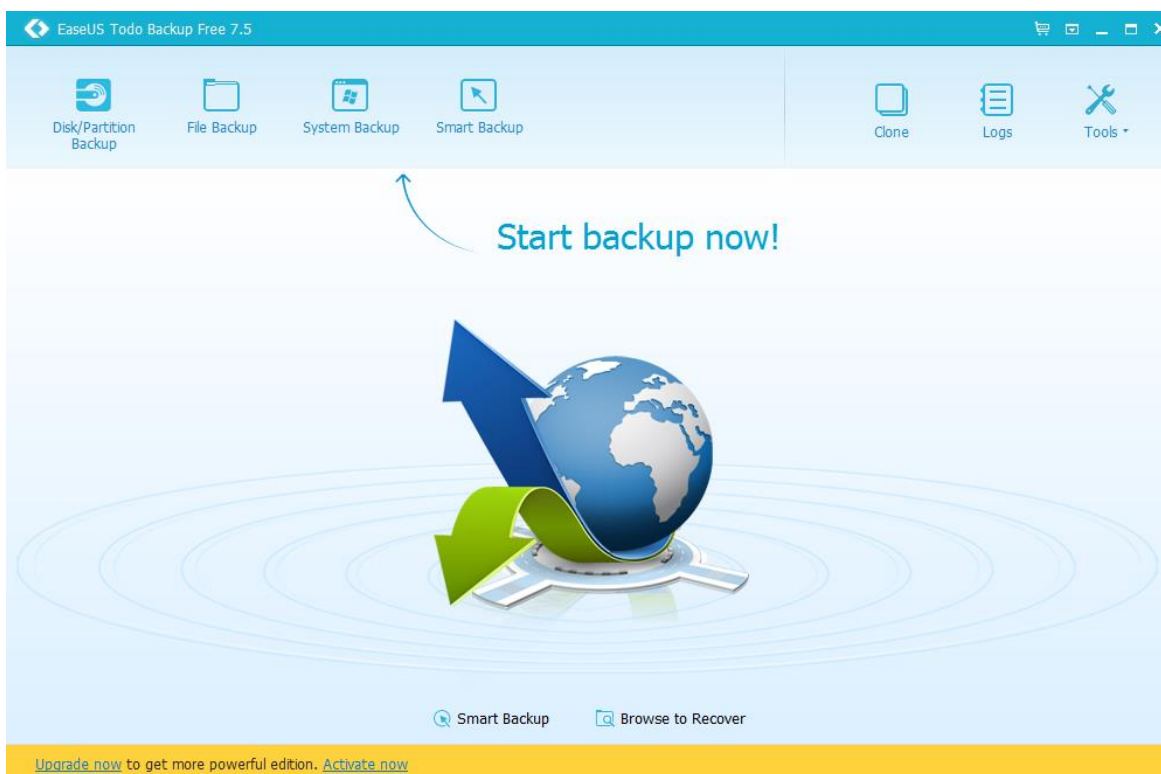 EaseUS Todo Backup Free 7.5
Disk/Partition
Backup
File Backup
System Backup
Smart Backup
Clone
Logs
Tools
Start backup now!
Smart Backup
Browse to Recover
Upgrade now to get more powerful edition. Activate now